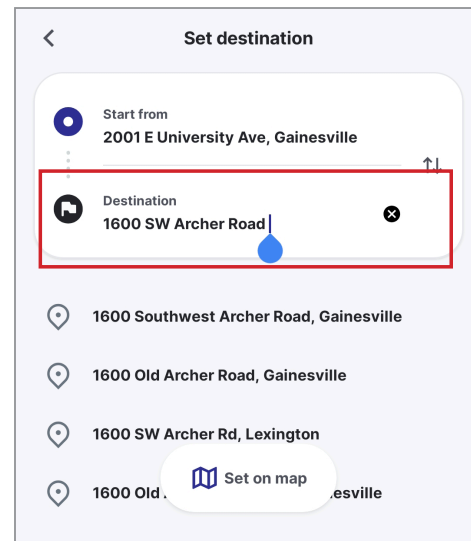 Set destination
Start from
2001 E University Ave, Gainesville
Destination
1600 SW Archer Road
1600 Southwest Archer Road, Gainesville
1600 Old Archer Road, Gainesville
1600 SW Archer Rd, Lexington
Set on map
1600 Old